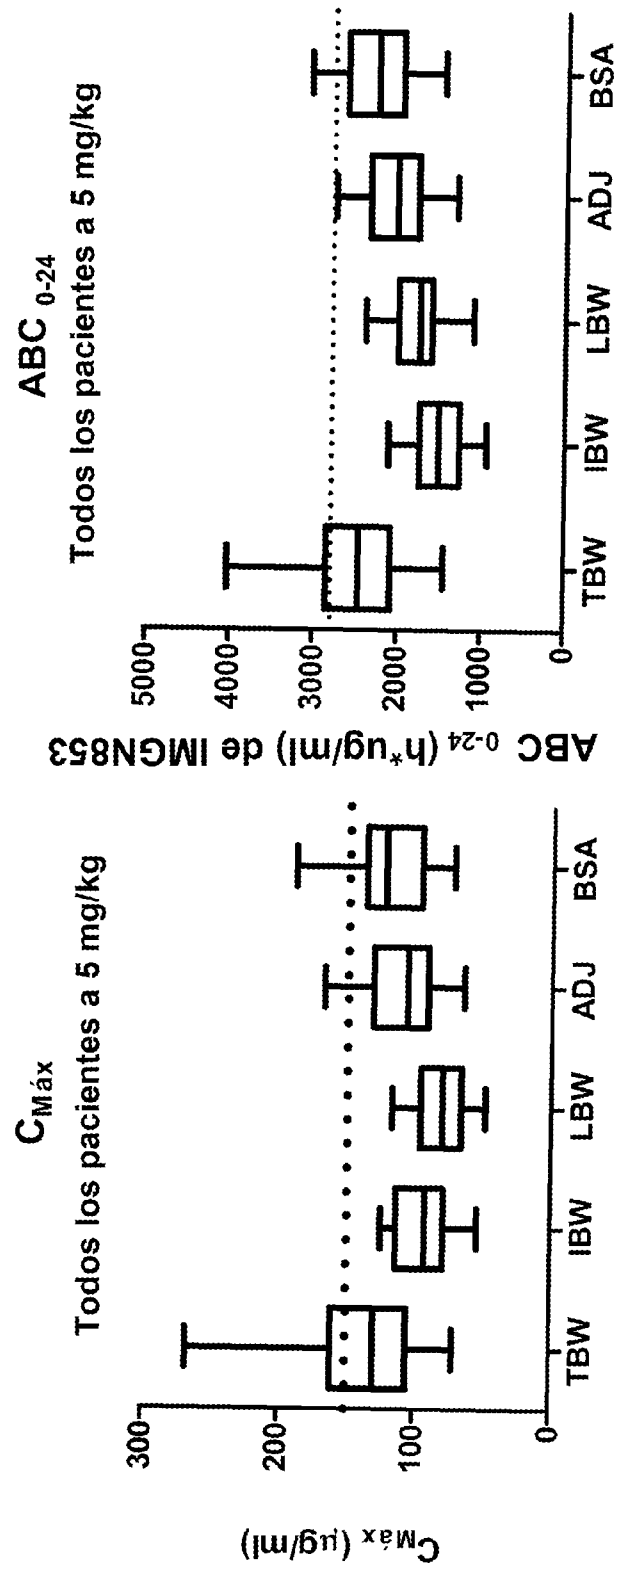 C Máx
Todos los pacientes a 5 mg/kg
C Máx (µg/ml)
300
200
100
0
TBW IBW LBW ADJ BSA
ABC 0-24
Todos los pacientes a 5 mg/kg
ABC 0-24 (h*ug/ml) de IMGN853
5000
4000
3000
2000
1000
0
TBW IBW LBW ADJ BSA